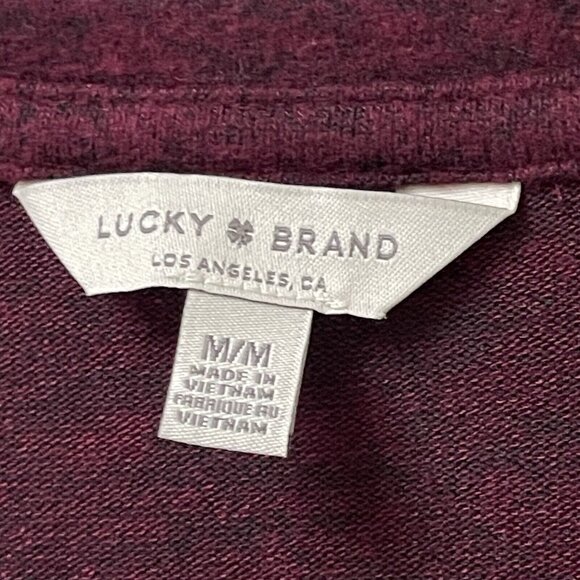 LUCKY BRAND
LOS ANGELES, CA
M/M
MADE IN
VIETNAM
FABRIQUE AU
VIETNAM